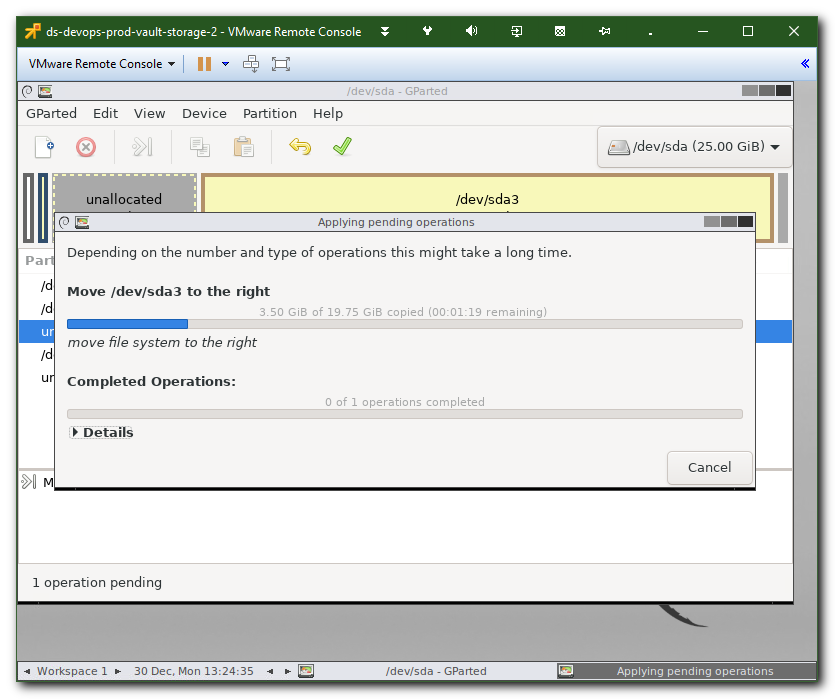 ds-devops-prod-vault-storage-2 - VMware Remote Console
VMware Remote Console
/dev/sda - GParted
GParted Edit View Device Partition Help
/dev/sda (25.00 GiB)
unallocated
/dev/sda3
Applying pending operations
Part
Depending on the number and type of operations this might take a long time.
/d
Move /dev/sda3 to the right
/d
3.50 GiB of 19.75 GiB copied (00:01:19 remaining)
un
move file system to the right
/d
un
Completed Operations:
0 of 1 operations completed
Details
Cancel
M
1 operation pending
Workspace 1 30 Dec, Mon 13:24:35 /dev/sda - GParted Applying pending operations